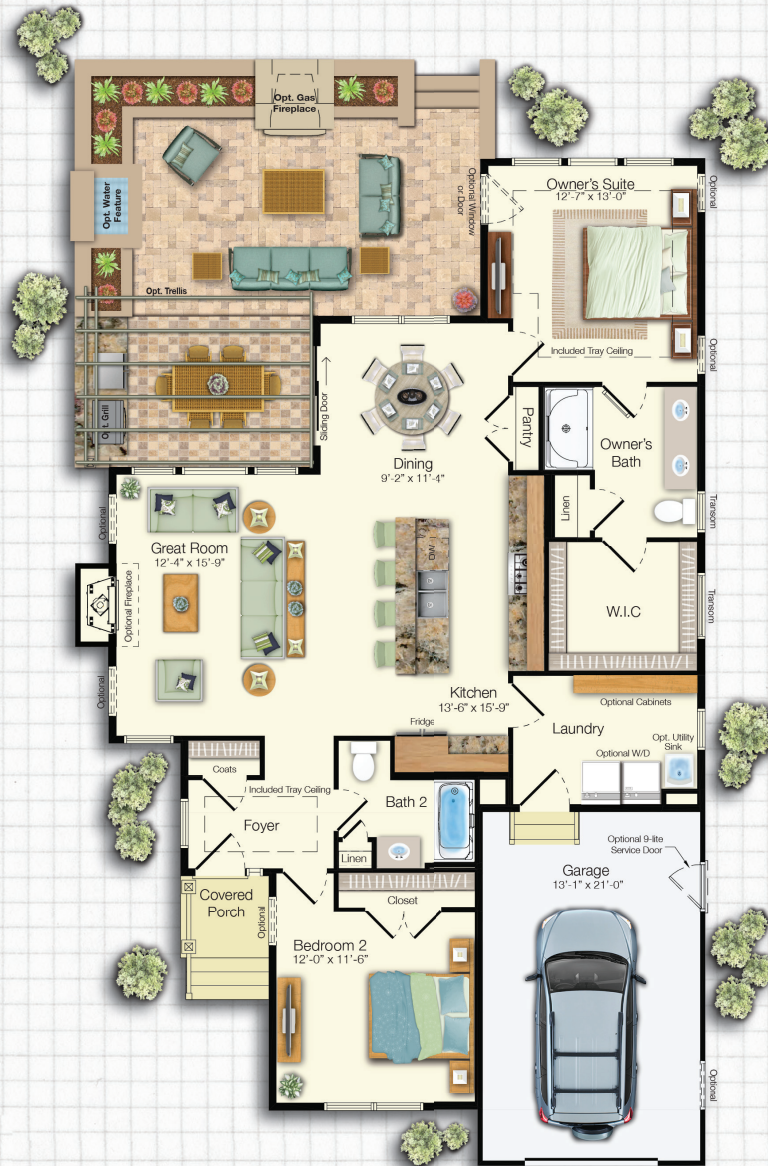 Opt. Gas
Fireplace
Opt. Water
Feature
Optional Window
or Door
Owner's Suite
12'-7" x 13'-0"
Optional
Opt. Trellis
Included Tray Ceiling
Optional
Sliding Door
Opt. Grill
Pantry
Owner's
Bath
Dining
9'-2" x 11'-4"
Linen
Transom
Optional
Great Room
12'-4" x 15'-9"
D/W
Optional Fireplace
W.I.C
Transom
Optional
Kitchen
13'-6" x 15'-9"
Optional Cabinets
Fridge
Laundry
Opt. Utility
Sink
Optional W/D
Coats
Included Tray Ceiling
Bath 2
Foyer
Linen
Optional 9-lite
Service Door
Garage
13'-1" x 21'-0"
Covered
Porch
Closet
Optional
Bedroom 2
12'-0" x 11'-6"
Optional